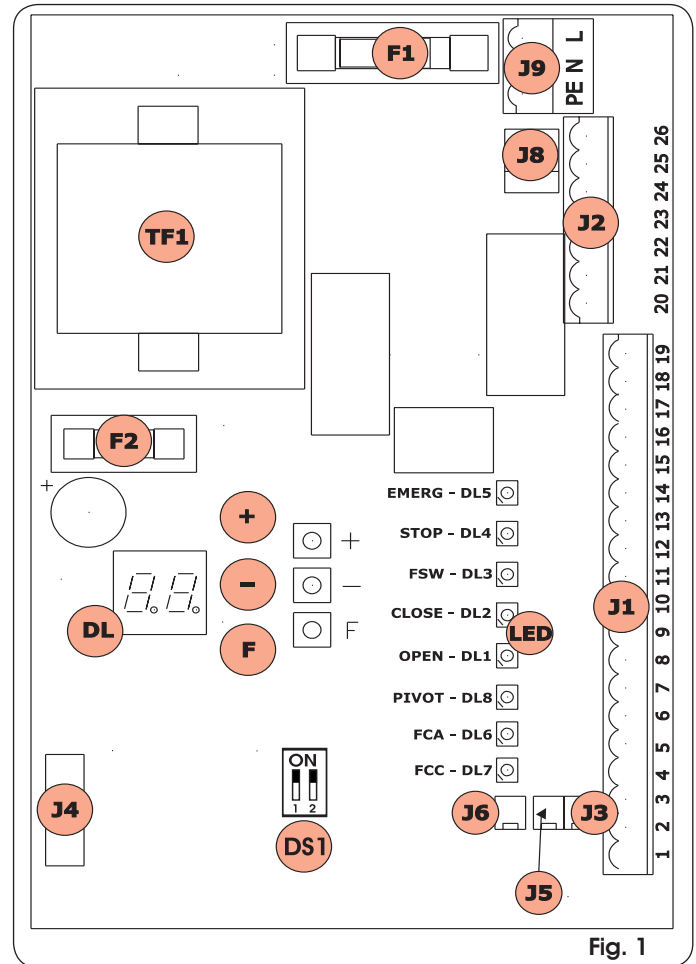 F1
J9
PE N L
J8
J2
26
25
24
23
22
21
20
TF1
19
18
17
16
15
14
13
12
11
10
9
8
7
6
5
4
3
2
1
F2
+
EMERG - DL5
STOP - DL4
FSW - DL3
CLOSE - DL2
OPEN - DL1
PIVOT - DL8
FCA - DL6
FCC - DL7
LED
J1
+ +
- −
F F
8.8.
DL
ON
1 2
DS1
J4
J6
J3
J5
Fig. 1